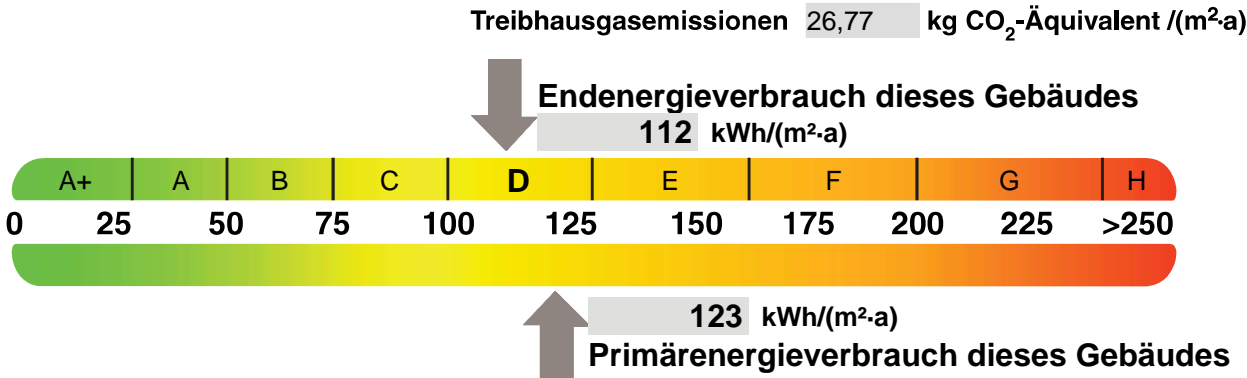 Treibhausgasemissionen 26,77 kg CO₂-Äquivalent /(m²·a)
Endenergieverbrauch dieses Gebäudes
112 kWh/(m²·a)
A+ A B C D E F G H
0 25 50 75 100 125 150 175 200 225 >250
123 kWh/(m²·a)
Primärenergieverbrauch dieses Gebäudes